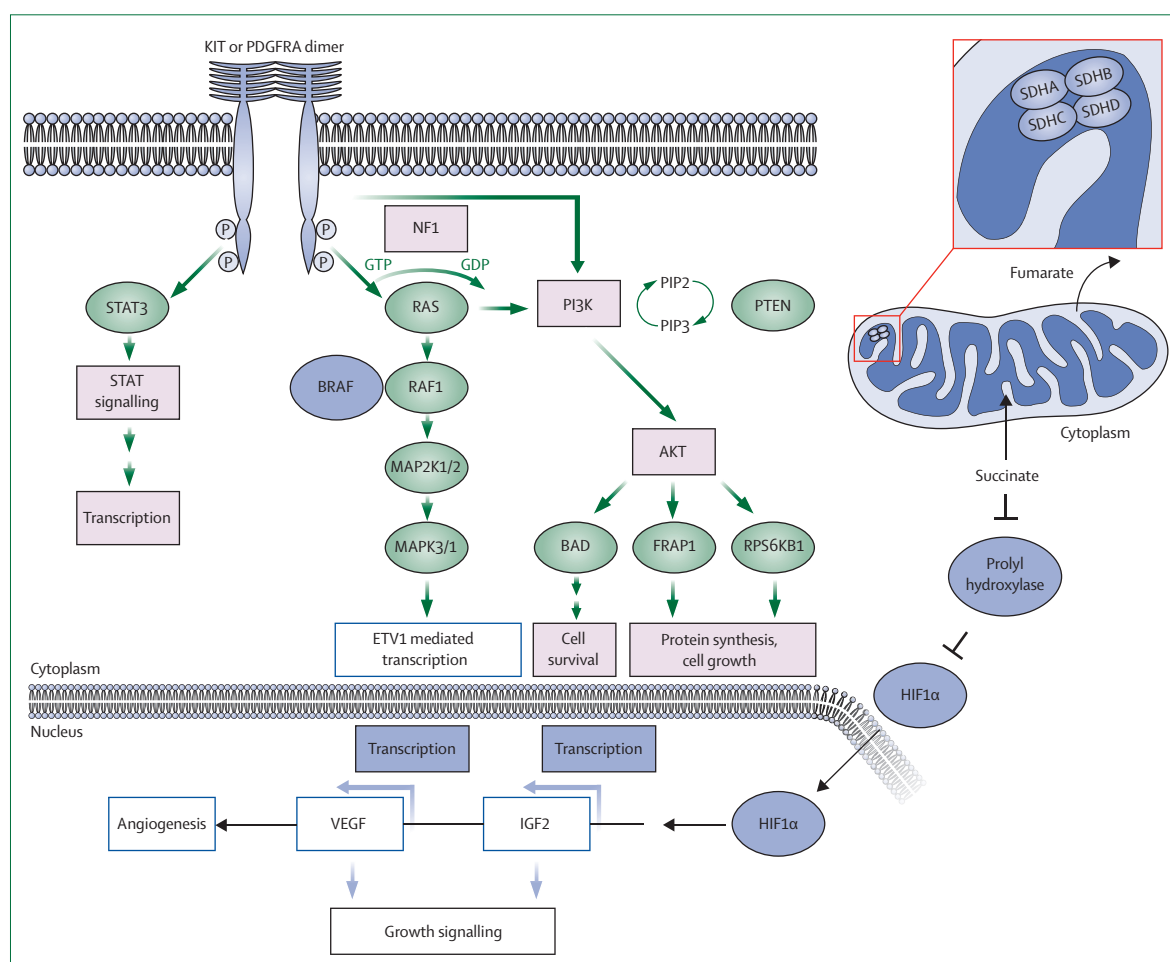 KIT or PDGFRA dimer
SDHA
SDHB
SDHC
SDHD
P
P
P
P
NF1
GTP
GDP
Fumarate
STAT3
RAS
PI3K
PIP2
PIP3
PTEN
STAT
signalling
BRAF
RAF1
Cytoplasm
AKT
MAP2K1/2
Succinate
Transcription
MAPK3/1
BAD
FRAP1
RPS6KB1
Prolyl
hydroxylase
ETV1 mediated
transcription
Cell
survival
Protein synthesis,
cell growth
Cytoplasm
HIF1α
Nucleus
Transcription
Transcription
Angiogenesis
VEGF
IGF2
HIF1α
Growth signalling